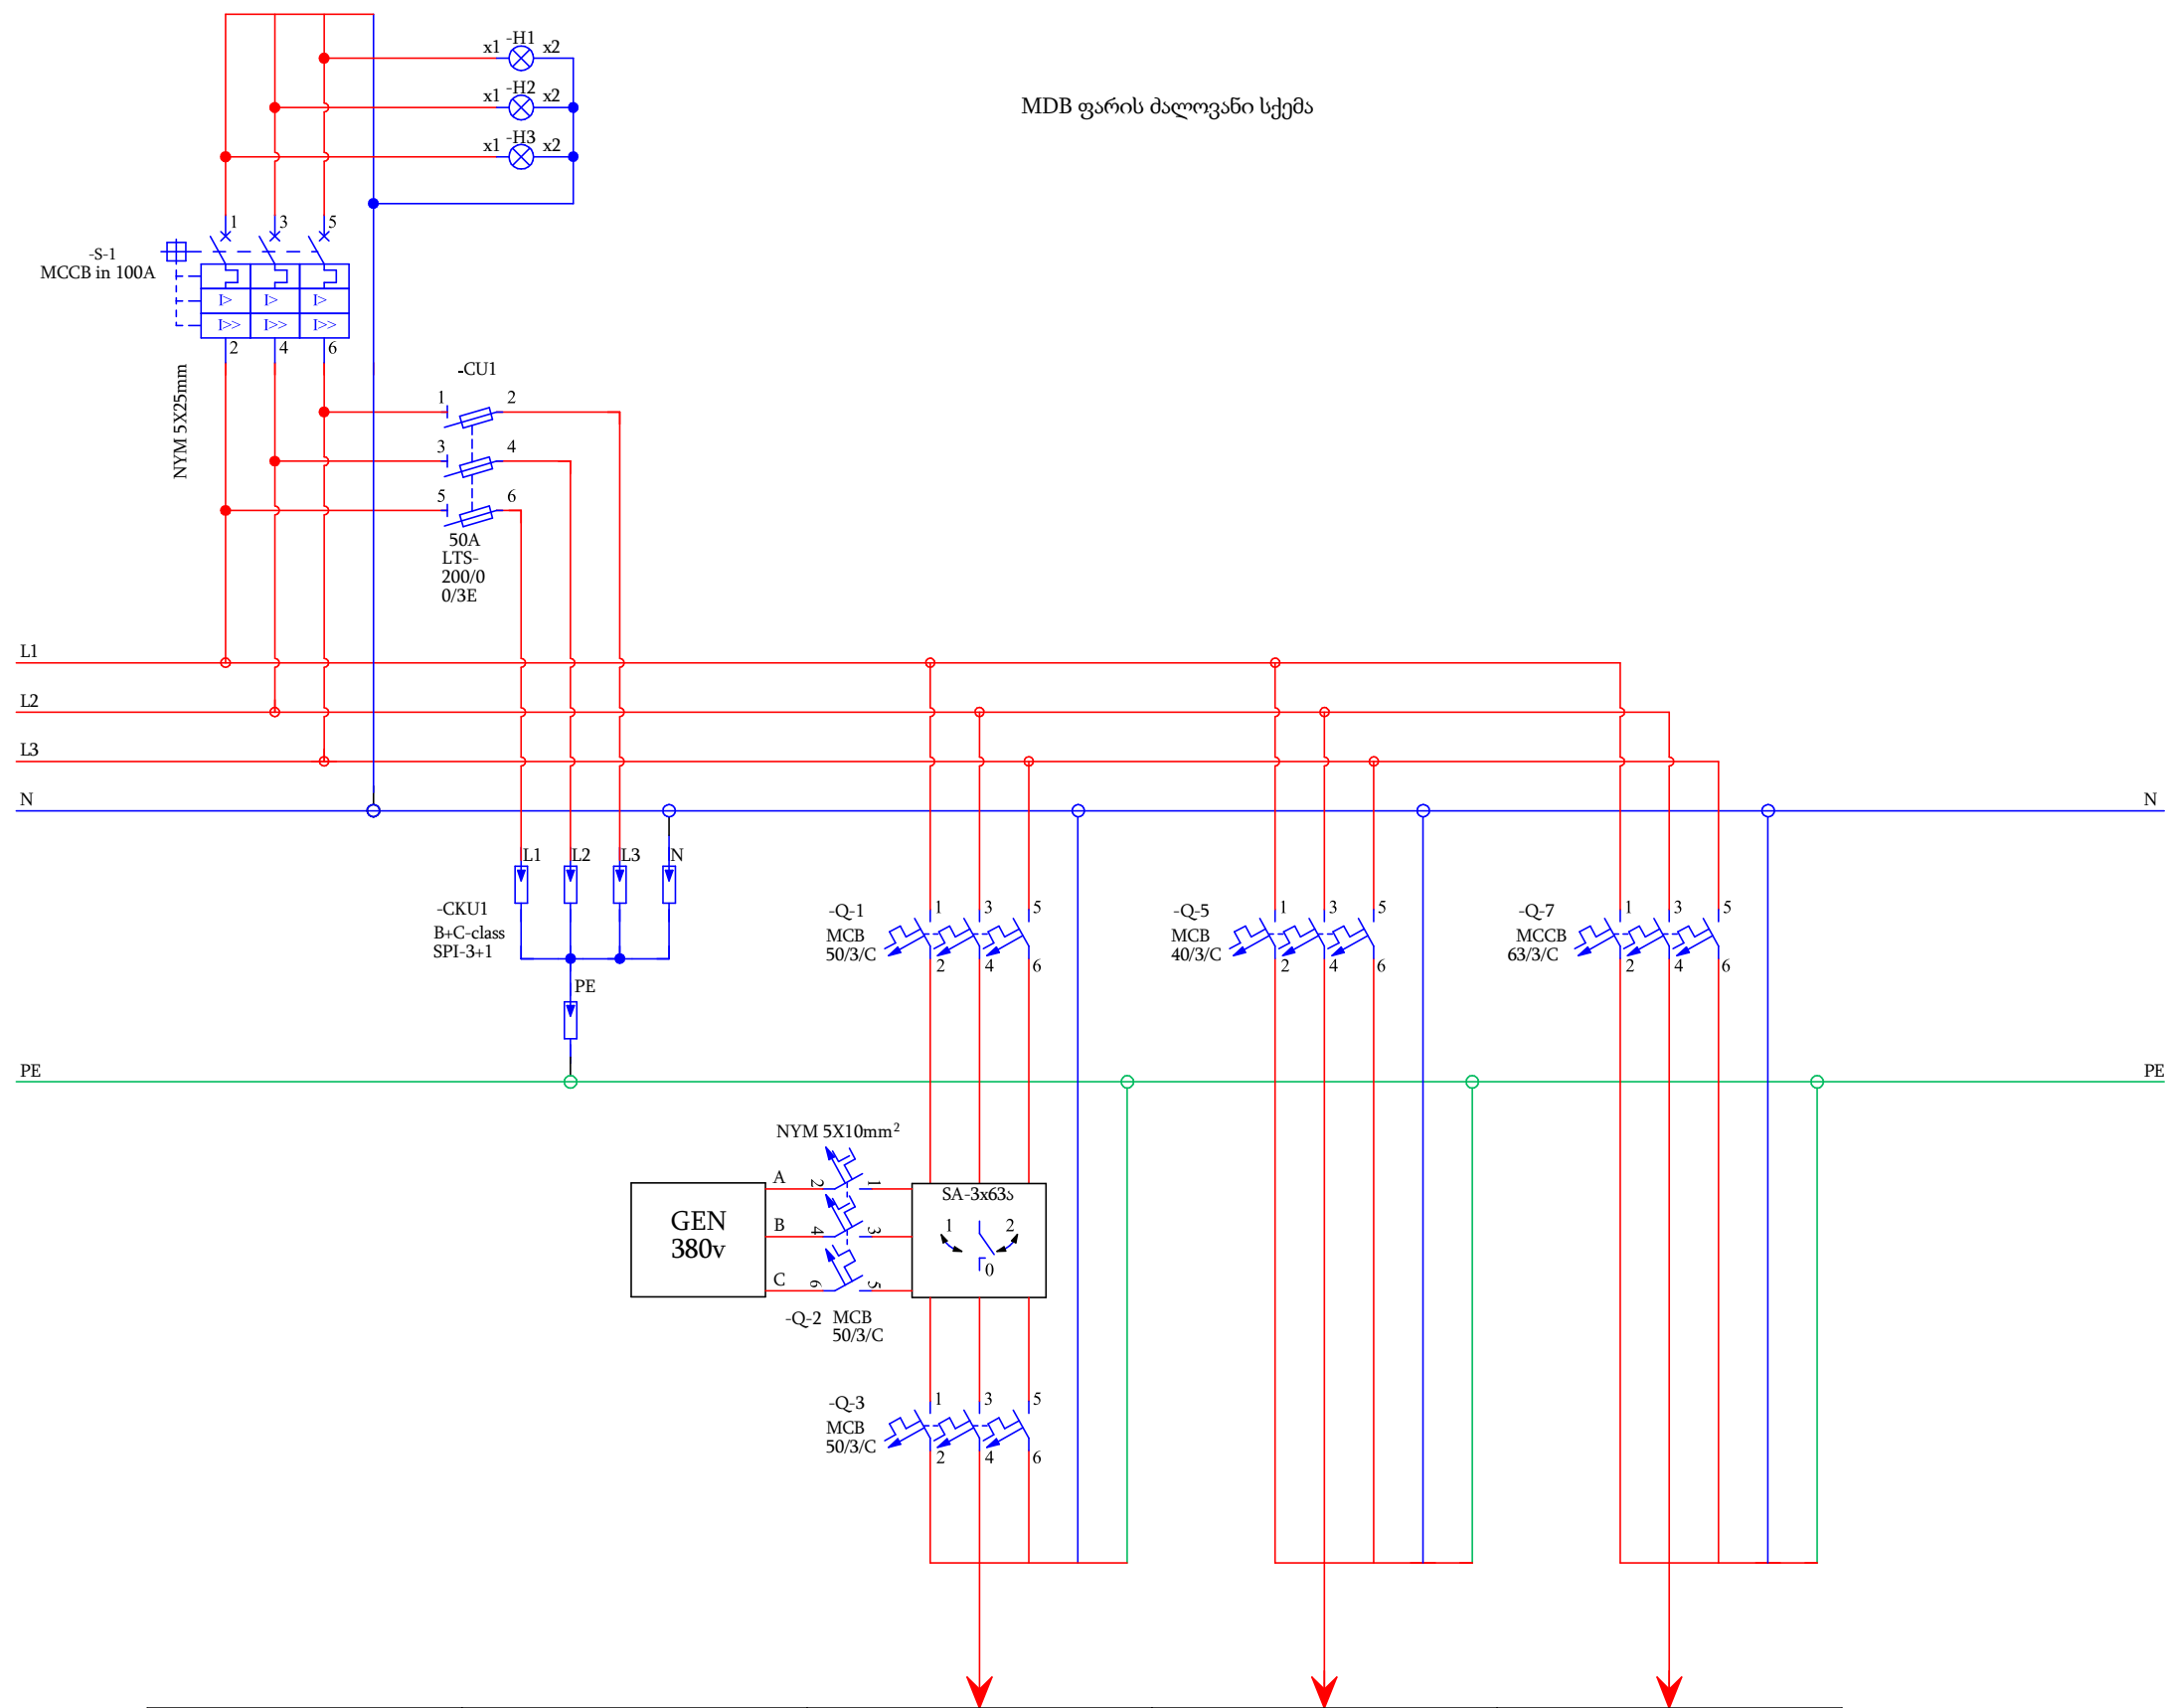 -H1
x1 x2
-H2
x1 x2
-H3
x1 x2
MDB ფარის ძალოვანი სქემა
1 3 5
-S-1
MCCB in 100A
I> I> I>
I>> I>> I>>
2 4 6
NYM 5X25mm
-CU1
1 2
3 4
5 6
50A
LTS-
200/0
0/3E
L1
L2
L3
N N
L1 L2 L3 N
-CKU1
B+C-class
SPI-3+1
PE
-Q-1
MCB
50/3/C
1 3 5
2 4 6
-Q-5
MCB
40/3/C
1 3 5
2 4 6
-Q-7
MCCB
63/3/C
1 3 5
2 4 6
PE PE
NYM 5X10mm²
GEN
380v
A 2 1
B 4 3
C 6 5
-Q-2 MCB
50/3/C
SA-3x63ა
1 2
0
-Q-3
MCB
50/3/C
1 3 5
2 4 6